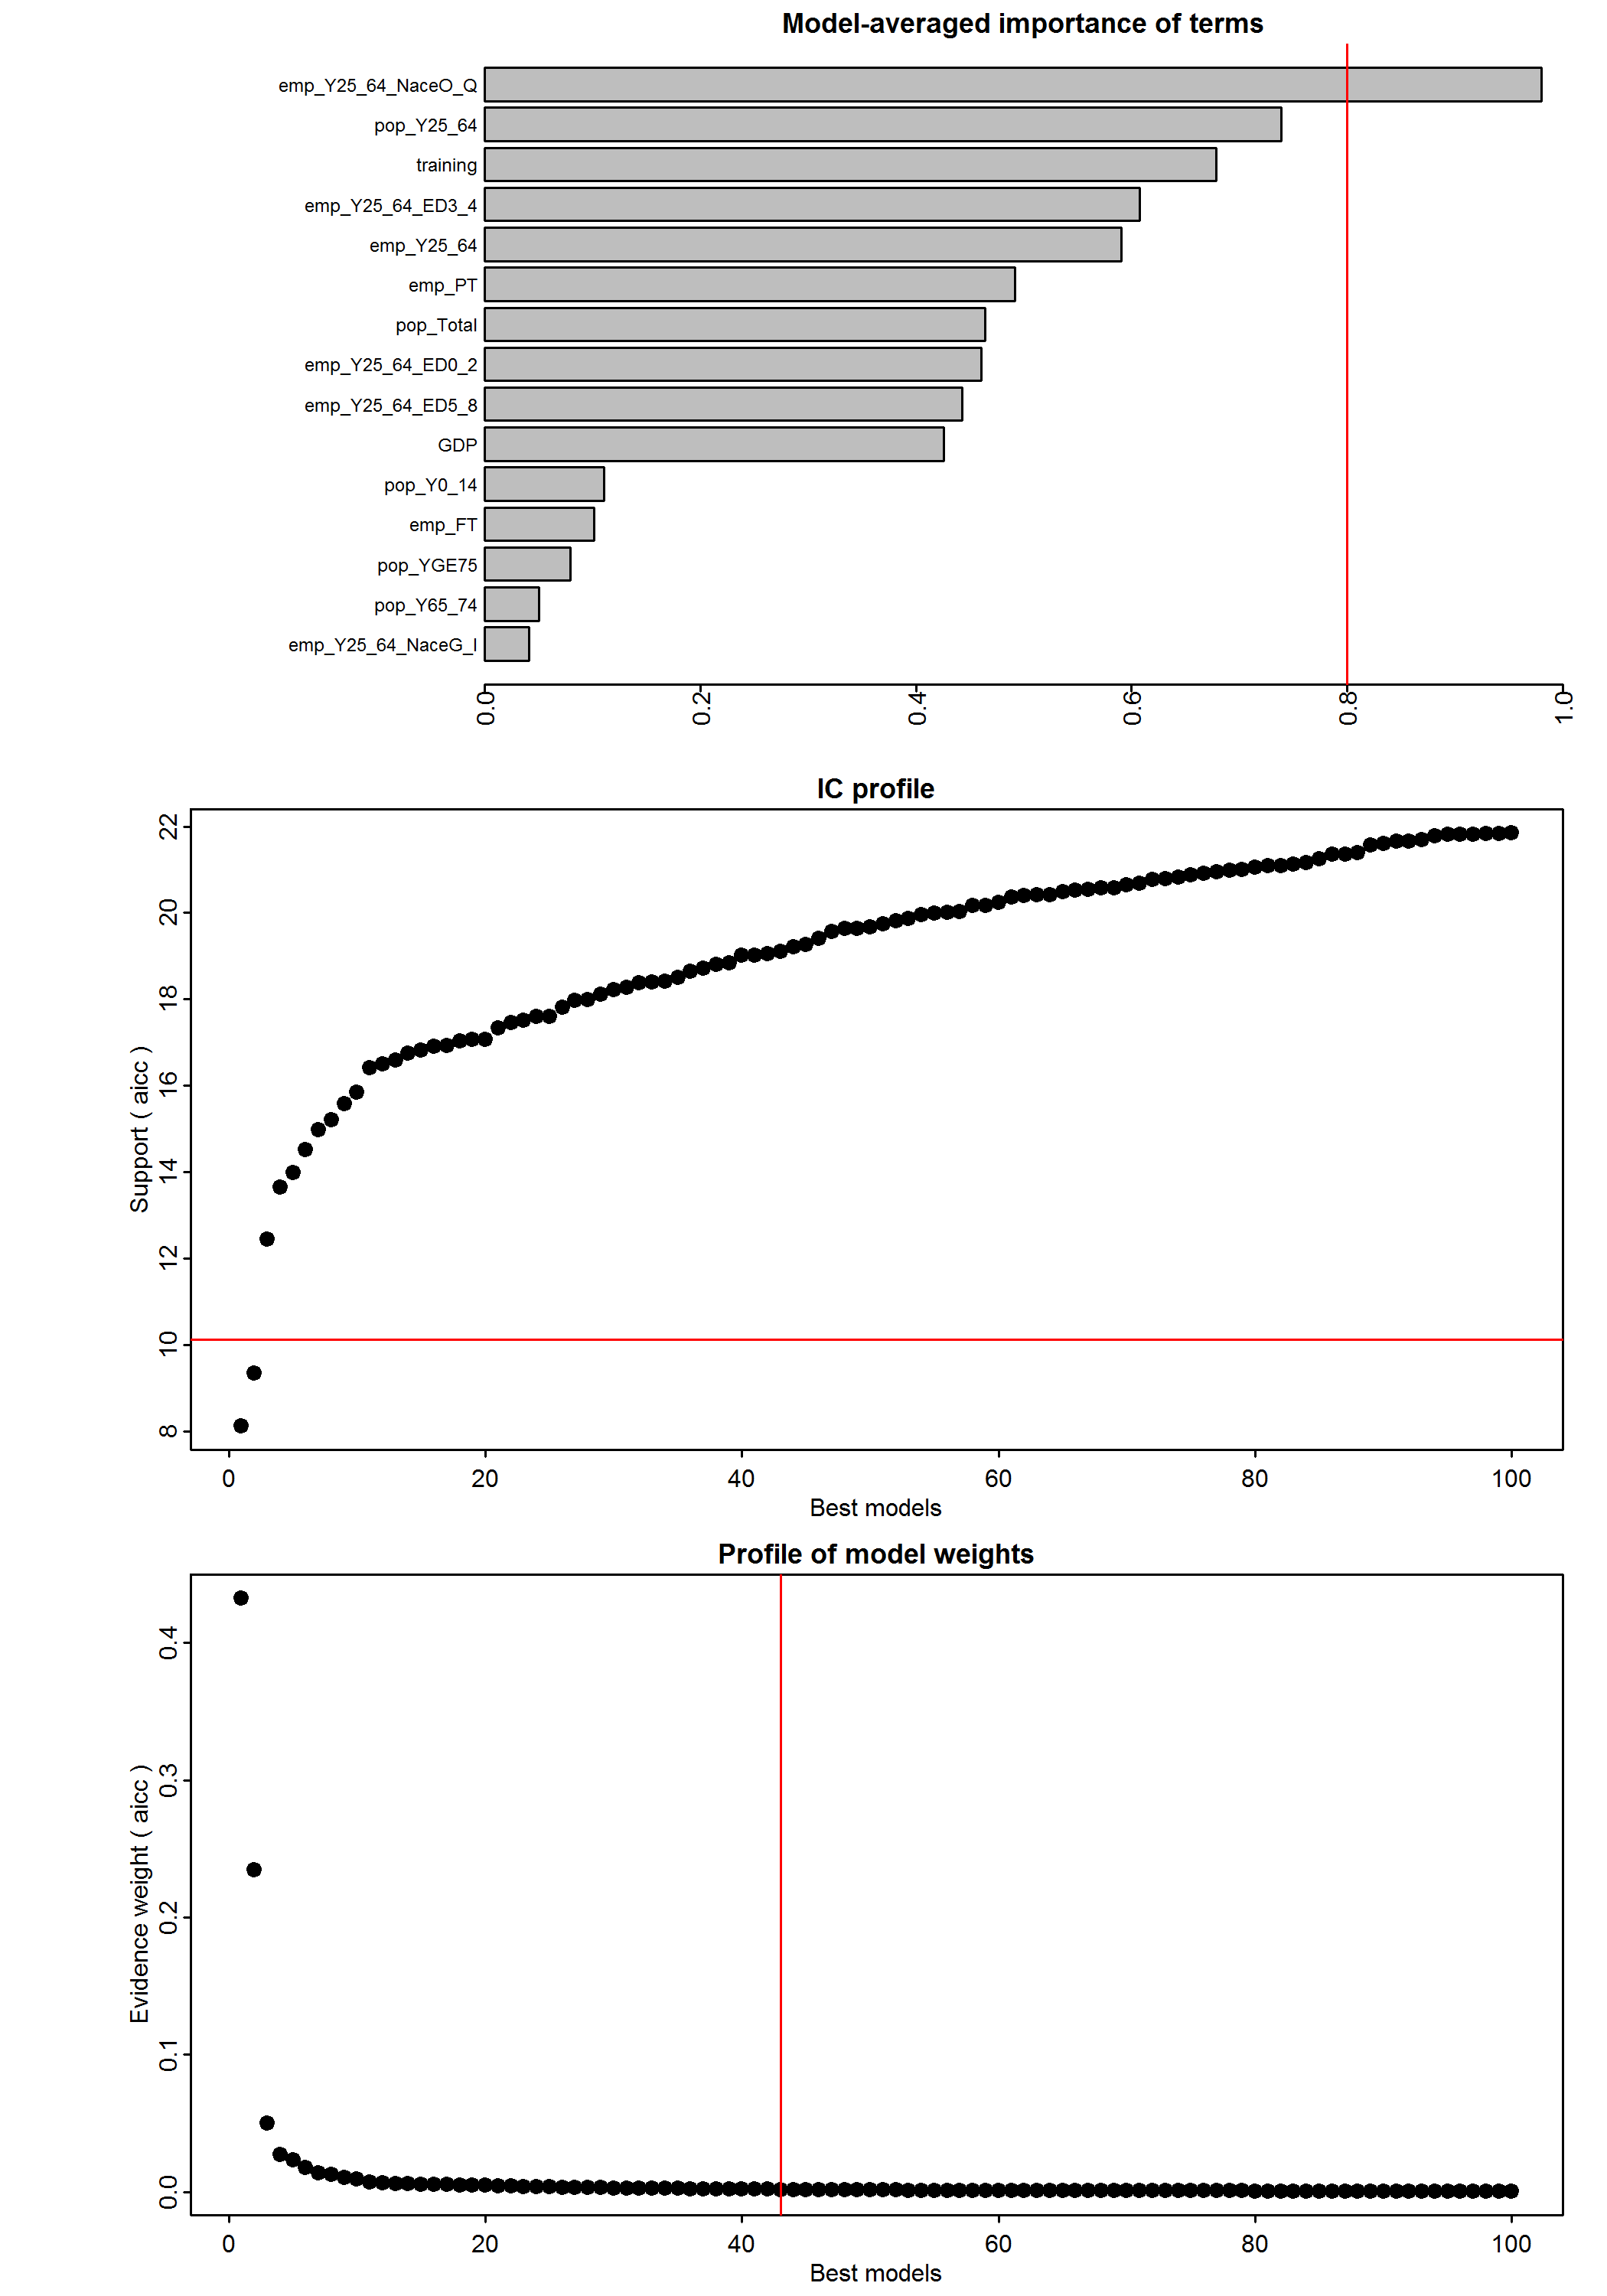 Model-averaged importance of terms
emp_Y25_64_NaceO_Q
pop_Y25_64
training
emp_Y25_64_ED3_4
emp_Y25_64
emp_PT
pop_Total
emp_Y25_64_ED0_2
emp_Y25_64_ED5_8
GDP
pop_Y0_14
emp_FT
pop_YGE75
pop_Y65_74
emp_Y25_64_NaceG_I
0.0 0.2 0.4 0.6 0.8 1.0
IC profile
Support ( aicc )
22
20
18
16
14
12
10
8
0 20 40 60 80 100
Best models
Profile of model weights
Evidence weight ( aicc )
0.4
0.3
0.2
0.1
0.0
0 20 40 60 80 100
Best models